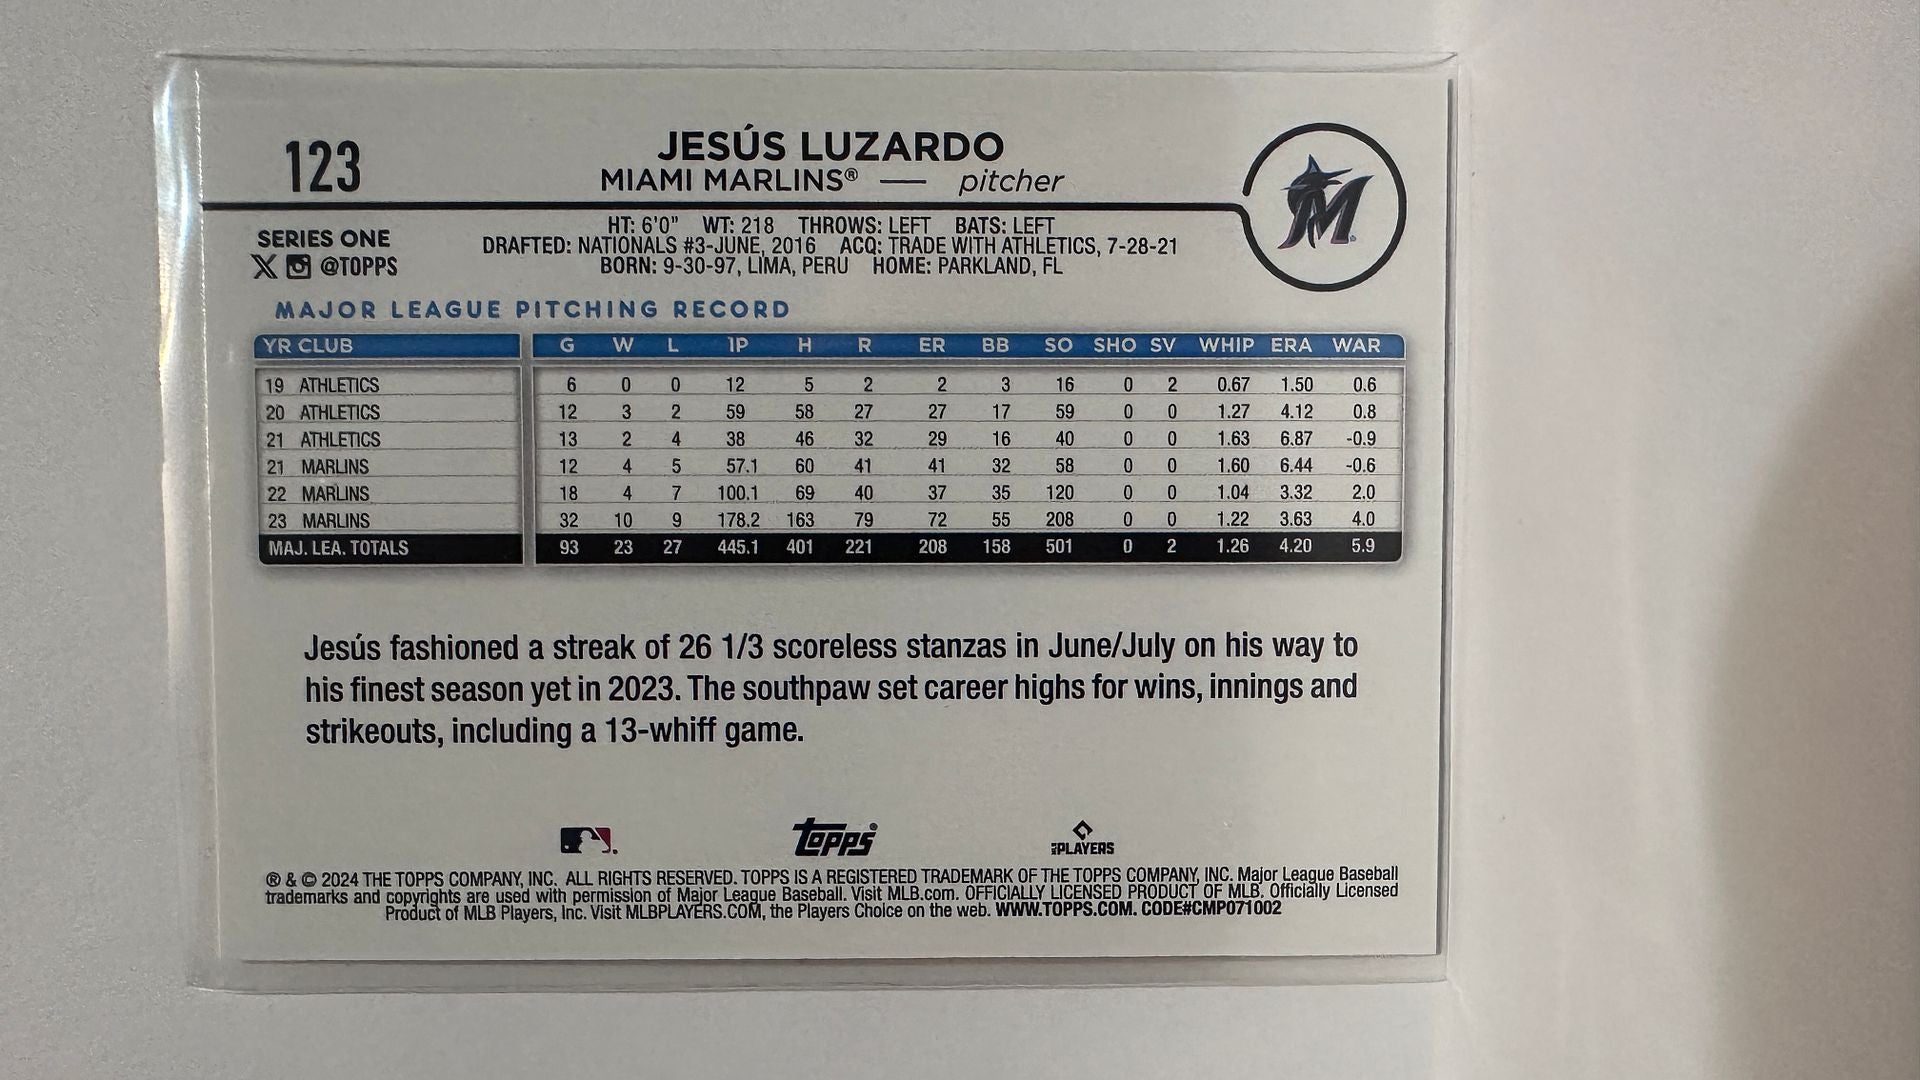 123
JESÚS LUZARDO
MIAMI MARLINS® — pitcher
SERIES ONE
X @TOPPS
HT: 6'0" WT: 218 THROWS: LEFT BATS: LEFT
DRAFTED: NATIONALS #3-JUNE, 2016 ACQ: TRADE WITH ATHLETICS, 7-28-21
BORN: 9-30-97, LIMA, PERU HOME: PARKLAND, FL
M
MAJOR LEAGUE PITCHING RECORD
YR CLUB G W L IP H R ER BB SO SHO SV WHIP ERA WAR
19 ATHLETICS 6 0 0 12 5 2 2 3 16 0 2 0.67 1.50 0.6
20 ATHLETICS 12 3 2 59 58 27 27 17 59 0 0 1.27 4.12 0.8
21 ATHLETICS 13 2 4 38 46 32 29 16 40 0 0 1.63 6.87 -0.9
21 MARLINS 12 4 5 57.1 60 41 41 32 58 0 0 1.60 6.44 -0.6
22 MARLINS 18 4 7 100.1 69 40 37 35 120 0 0 1.04 3.32 2.0
23 MARLINS 32 10 9 178.2 163 79 72 55 208 0 0 1.22 3.63 4.0
MAJ. LEA. TOTALS 93 23 27 445.1 401 221 208 158 501 0 2 1.26 4.20 5.9
Jesús fashioned a streak of 26 1/3 scoreless stanzas in June/July on his way to
his finest season yet in 2023. The southpaw set career highs for wins, innings and
strikeouts, including a 13-whiff game.
topps® MLBPLAYERS
® & © 2024 THE TOPPS COMPANY, INC. ALL RIGHTS RESERVED. TOPPS IS A REGISTERED TRADEMARK OF THE TOPPS COMPANY, INC. Major League Baseball
trademarks and copyrights are used with permission of Major League Baseball. Visit MLB.com. OFFICIALLY LICENSED PRODUCT OF MLB. Officially Licensed
Product of MLB Players, Inc. Visit MLBPLAYERS.COM, the Players Choice on the web. WWW.TOPPS.COM. CODE#CMP071002